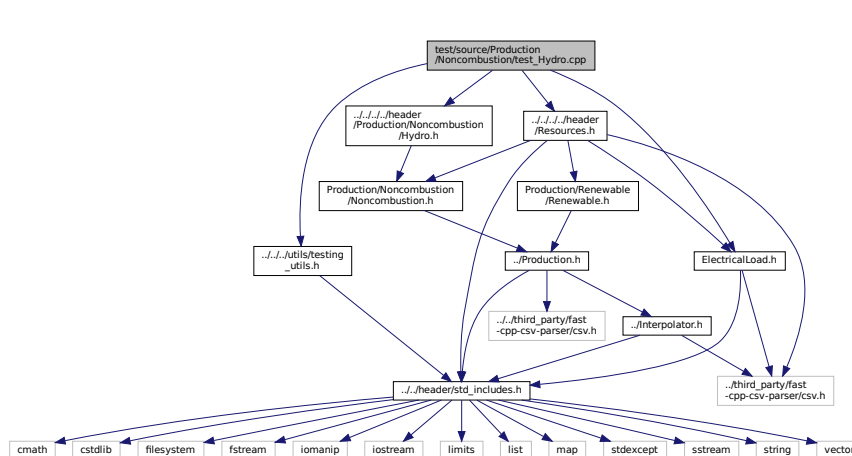 test/source/Production
/Noncombustion/test_Hydro.cpp
../../../../header
/Production/Noncombustion
/Hydro.h
../../../../header
/Resources.h
Production/Noncombustion
/Noncombustion.h
Production/Renewable
/Renewable.h
../../../utils/testing
_utils.h
../Production.h
ElectricalLoad.h
../../third_party/fast
-cpp-csv-parser/csv.h
../Interpolator.h
../../header/std_includes.h
../third_party/fast
-cpp-csv-parser/csv.h
cmath
cstdlib
filesystem
fstream
iomanip
iostream
limits
list
map
stdexcept
sstream
string
vector